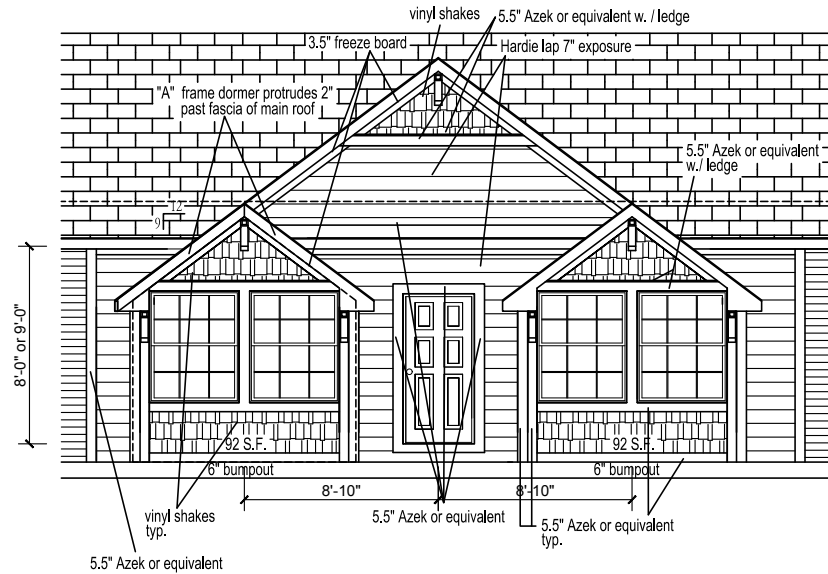 vinyl shakes
5.5" Azek or equivalent w. / ledge
3.5" freeze board
Hardie lap 7" exposure
"A" frame dormer protrudes 2"
past fascia of main roof
5.5" Azek or equivalent
w./ ledge
12
9
8'-0" or 9'-0"
92 S.F.
92 S.F.
6" bumpout
6" bumpout
8'-10"
8'-10"
vinyl shakes
typ.
5.5" Azek or equivalent
5.5" Azek or equivalent
typ.
5.5" Azek or equivalent